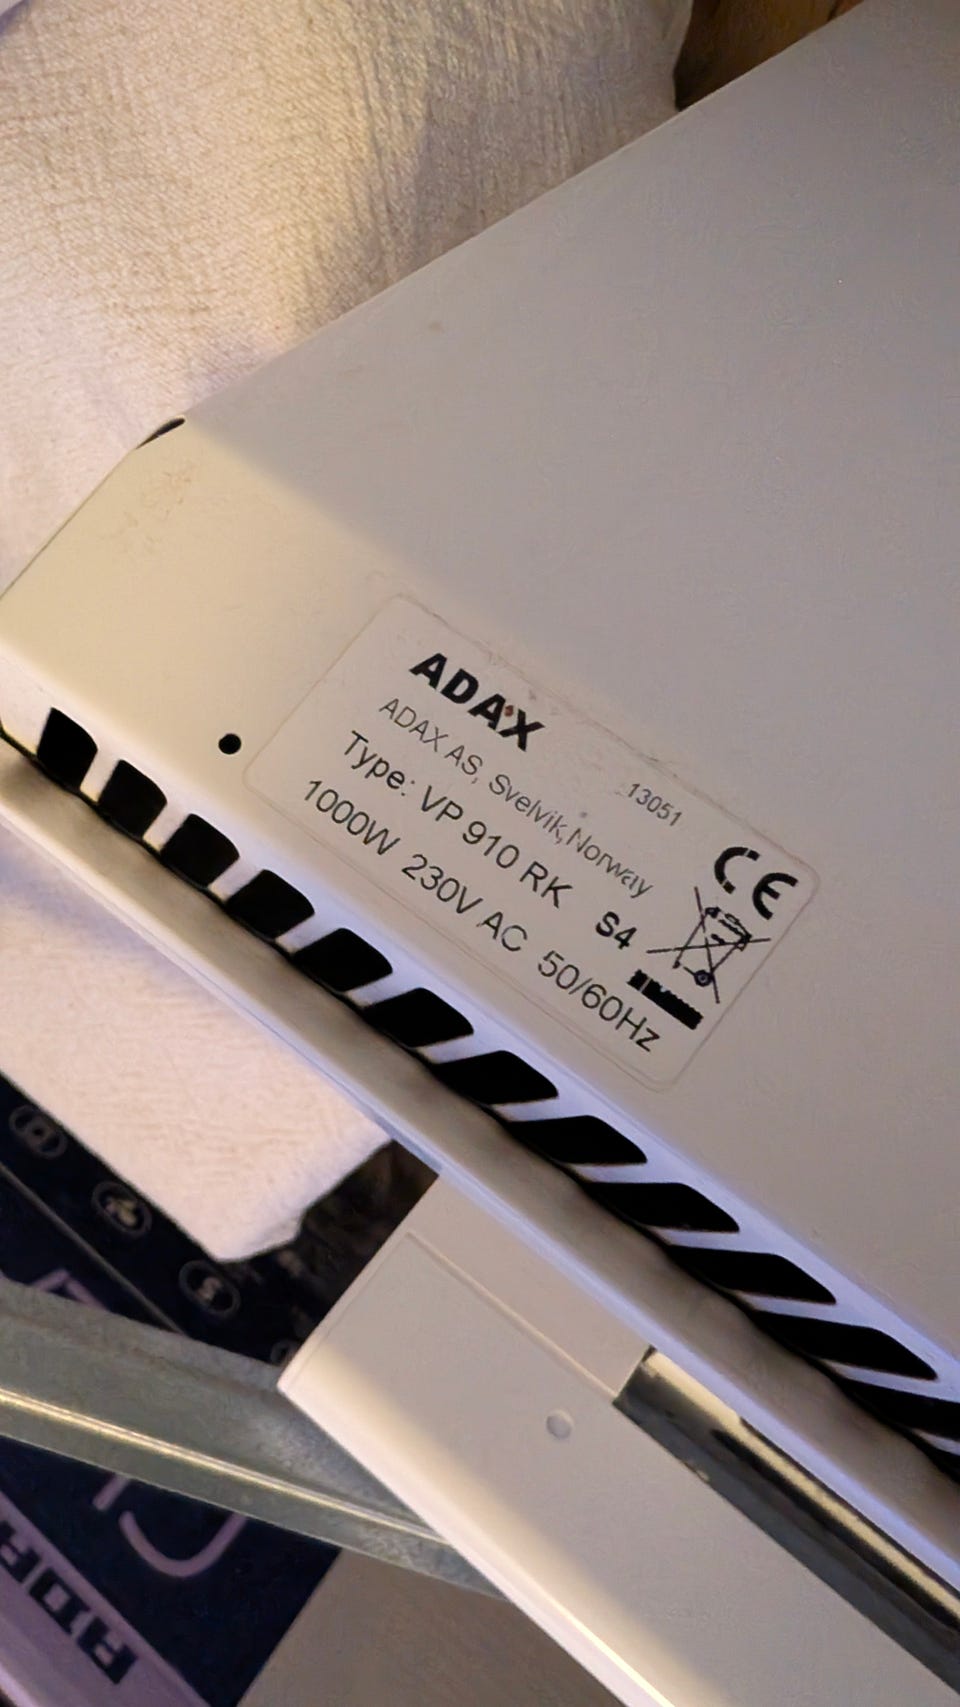 ADAX
ADAX AS, Svelvik, Norway
13051
Type: VP 910 RK
S4
1000W 230V AC 50/60Hz
CE